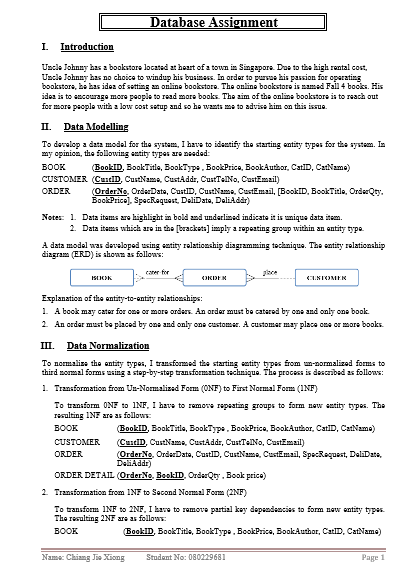 Database Assignment
I. Introduction
Uncle Johnny has a bookstore located at heart of a town in Singapore. Due to the high rental cost,
Uncle Johnny has no choice to windup his business. In order to pursue his passion for operating
bookstore, he has idea of setting an online bookstore. The online bookstore is named Fall 4 books. His
idea is to encourage more people to read more books. The aim of the online bookstore is to reach out
for more people with a low cost setup and so he wants me to advise him on this issue.
II. Data Modelling
To develop a data model for the system, I have to identify the starting entity types for the system. In
my opinion, the following entity types are needed:
BOOK (BookID, BookTitle, BookType , BookPrice, BookAuthor, CatID, CatName)
CUSTOMER (CustID, CustName, CustAddr, CustTelNo, CustEmail)
ORDER (OrderNo, OrderDate, CustID, CustName, CustEmail, [BookID, BookTitle, OrderQty,
BookPrice], SpecRequest, DeliDate, DeliAddr)
Notes: 1. Data items are highlight in bold and underlined indicate it is unique data item.
2. Data items which are in the [brackets] imply a repeating group within an entity type.
A data model was developed using entity relationship diagramming technique. The entity relationship
diagram (ERD) is shown as follows:
BOOK cater-for ORDER place CUSTOMER
Explanation of the entity-to-entity relationships:
1. A book may cater for one or more orders. An order must be catered by one and only one book.
2. An order must be placed by one and only one customer. A customer may place one or more books.
III. Data Normalization
To normalize the entity types, I transformed the starting entity types from un-normalized forms to
third normal forms using a step-by-step transformation technique. The process is described as follows:
1. Transformation from Un-Normalized Form (0NF) to First Normal Form (1NF)
To transform 0NF to 1NF, I have to remove repeating groups to form new entity types. The
resulting 1NF are as follows:
BOOK (BookID, BookTitle, BookType , BookPrice, BookAuthor, CatID, CatName)
CUSTOMER (CustID, CustName, CustAddr, CustTelNo, CustEmail)
ORDER (OrderNo, OrderDate, CustID, CustName, CustEmail, SpecRequest, DeliDate,
DeliAddr)
ORDER DETAIL (OrderNo, BookID, OrderQty , Book price)
2. Transformation from 1NF to Second Normal Form (2NF)
To transform 1NF to 2NF, I have to remove partial key dependencies to form new entity types.
The resulting 2NF are as follows:
BOOK (BookID, BookTitle, BookType , BookPrice, BookAuthor, CatID, CatName)
Name: Chiang Jie Xiong Student No: 080229681 Page 1